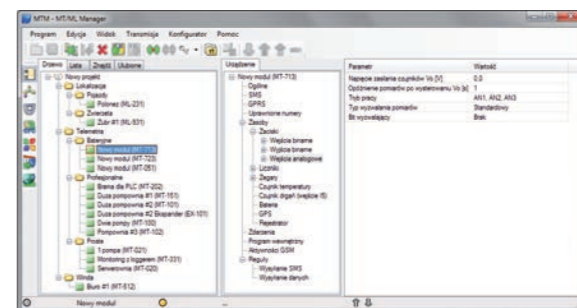 MTM - MT/ML Manager
Program Edycja Widok Transmisja Konfigurator Pomoc
Drzewo Lista Znajdź Ulubione
Nowy projekt
Lokalizacja
Pojazdy
Polonez (ML-231)
Zwierzęta
Żubr #1 (ML-931)
Telemetria
Bateryjne
Nowy moduł (MT-713)
Nowy moduł (MT-723)
Nowy moduł (MT-051)
Profesjonalne
Brama dla PLC (MT-202)
Duża pompownia #1 (MT-151)
Duża pompownia #2 (MT-101)
Duża pompownia #2 Ekspander (EX-101)
Dwie pompy (MT-100)
Pompownia #3 (MT-102)
Proste
1 pompa (MT-021)
Monitoring z loggerem (MT-331)
Serwerownia (MT-020)
Winda
Biuro #1 (MT-512)
Urządzenie
Nowy moduł (MT-713)
Ogólne
SMS
GPRS
Uprawnione numery
Zasoby
Zaciski
Wejścia binarne
Wyjścia binarne
Wejścia analogowe
Liczniki
Zegary
Czujnik temperatury
Czujnik drgań (wejście I5)
Bateria
GPS
Rejestrator
Zdarzenia
Program wewnętrzny
Aktywności GSM
Reguły
Wysyłanie SMS
Wysyłanie danych
Parametr Wartość
Napięcie zasilania czujników Vo [V] 0,0
Opóźnienie pomiarów po wysterowaniu Vo [s] 1
Tryb pracy AN1, AN2, AN3
Typ wyzwalania pomiarów Standardowy
Bit wyzwalający Brak
Nowy moduł ...